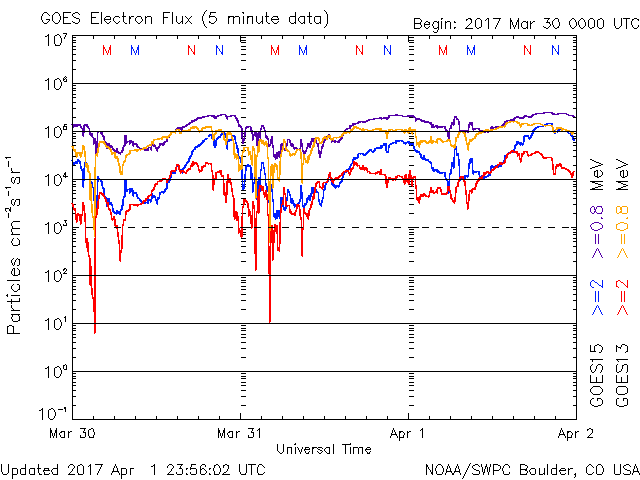 GOES Electron Flux (5 minute data)
Begin: 2017 Mar 30 0000 UTC
M M N N M M N N M M N N
10⁷
10⁶
10⁵
10⁴
10³
10²
10¹
10⁰
10⁻¹
Particles cm⁻²s⁻¹sr⁻¹
Mar 30 Mar 31 Apr 1 Apr 2
Universal Time
GOES15 >=2 >=0.8 MeV
GOES13 >=2 >=0.8 MeV
Updated 2017 Apr 1 23:56:02 UTC
NOAA/SWPC Boulder, CO USA